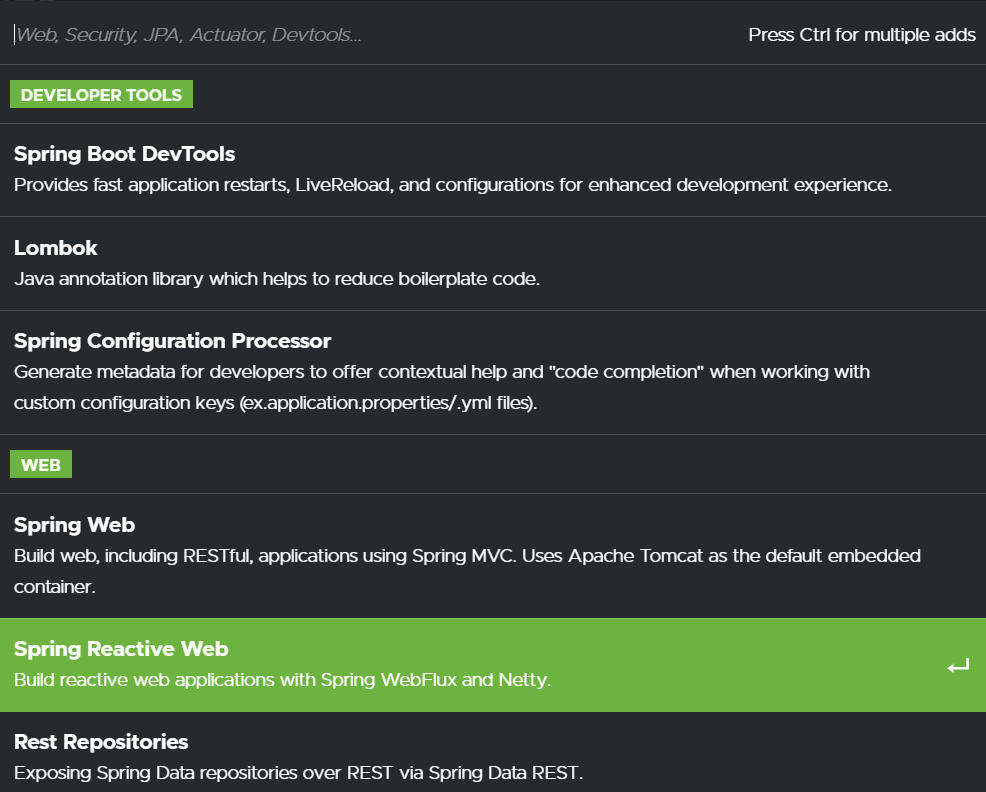 Web, Security, JPA, Actuator, Devtools...
Press Ctrl for multiple adds
DEVELOPER TOOLS
Spring Boot DevTools
Provides fast application restarts, LiveReload, and configurations for enhanced development experience.
Lombok
Java annotation library which helps to reduce boilerplate code.
Spring Configuration Processor
Generate metadata for developers to offer contextual help and "code completion" when working with
custom configuration keys (ex.application.properties/.yml files).
WEB
Spring Web
Build web, including RESTful, applications using Spring MVC. Uses Apache Tomcat as the default embedded
container.
Spring Reactive Web
Build reactive web applications with Spring WebFlux and Netty.
Rest Repositories
Exposing Spring Data repositories over REST via Spring Data REST.